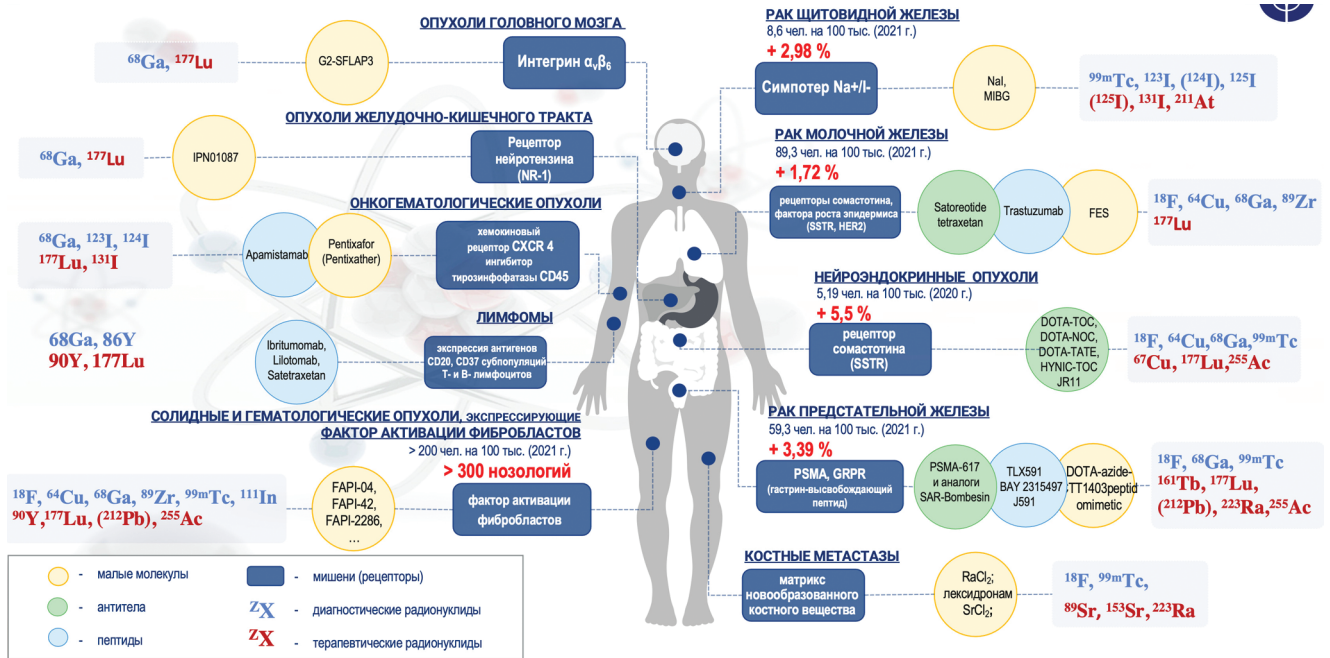 ОПУХОЛИ ГОЛОВНОГО МОЗГА
⁶⁸Ga, ¹⁷⁷Lu
G2-SFLAP3
Интегрин αᵥβ₆
ОПУХОЛИ ЖЕЛУДОЧНО-КИШЕЧНОГО ТРАКТА
⁶⁸Ga, ¹⁷⁷Lu
IPN01087
Рецептор
нейротензина
(NR-1)
ОНКОГЕМАТОЛОГИЧЕСКИЕ ОПУХОЛИ
⁶⁸Ga, ¹²³I, ¹²⁴I
¹⁷⁷Lu, ¹³¹I
Apamistamab
Pentixafor
(Pentixather)
хемокиновый
рецептор CXCR 4
ингибитор
тирозинфофатазы CD45
ЛИМФОМЫ
68Ga, 86Y
90Y, 177Lu
Ibritumomab,
Lilotomab,
Satetraxetan
экспрессия антигенов
CD20, CD37 субпопуляций
Т- и В- лимфоцитов
СОЛИДНЫЕ И ГЕМАТОЛОГИЧЕСКИЕ ОПУХОЛИ, ЭКСПРЕССИРУЮЩИЕ
ФАКТОР АКТИВАЦИИ ФИБРОБЛАСТОВ
> 200 чел. на 100 тыс. (2021 г.)
> 300 нозологий
¹⁸F, ⁶⁴Cu, ⁶⁸Ga, ⁸⁹Zr, ⁹⁹ᵐTc, ¹¹¹In
⁹⁰Y,¹⁷⁷Lu, (²¹²Pb), ²⁵⁵Ac
FAPI-04,
FAPI-42,
FAPI-2286,
…
фактор активации
фибробластов
- малые молекулы
- антитела
- пептиды
- мишени (рецепторы)
ᶻX - диагностические радионуклиды
ᶻX - терапевтические радионуклиды
РАК ЩИТОВИДНОЙ ЖЕЛЕЗЫ
8,6 чел. на 100 тыс. (2021 г.)
+ 2,98 %
Симпотер Na+/I-
NaI,
MIBG
⁹⁹ᵐTc, ¹²³I, (¹²⁴I), ¹²⁵I
(¹²⁵I), ¹³¹I, ²¹¹At
РАК МОЛОЧНОЙ ЖЕЛЕЗЫ
89,3 чел. на 100 тыс. (2021 г.)
+ 1,72 %
рецепторы сомастотина,
фактора роста эпидермиса
(SSTR, HER2)
Satoreotide
tetraxetan
Trastuzumab
FES
¹⁸F, ⁶⁴Cu, ⁶⁸Ga, ⁸⁹Zr
¹⁷⁷Lu
НЕЙРОЭНДОКРИННЫЕ ОПУХОЛИ
5,19 чел. на 100 тыс. (2020 г.)
+ 5,5 %
рецептор
сомастотина
(SSTR)
DOTA-TOC,
DOTA-NOC,
DOTA-TATE,
HYNIC-TOC
JR11
¹⁸F, ⁶⁴Cu,⁶⁸Ga,⁹⁹ᵐTc
⁶⁷Cu, ¹⁷⁷Lu,²⁵⁵Ac
РАК ПРЕДСТАТЕЛЬНОЙ ЖЕЛЕЗЫ
59,3 чел. на 100 тыс. (2021 г.)
+ 3,39 %
PSMA, GRPR
(гастрин-высвобождающий
пептид)
PSMA-617
и аналоги
SAR-Bombesin
TLX591
BAY 2315497
J591
DOTA-azide-
CTT1403peptid
omimetic
¹⁸F, ⁶⁸Ga, ⁹⁹ᵐTc
¹⁶¹Tb, ¹⁷⁷Lu,
(²¹²Pb), ²²³Ra,²⁵⁵Ac
КОСТНЫЕ МЕТАСТАЗЫ
матрикс
новообразованного
костного вещества
RaCl₂;
лексидронам
SrCl₂;
¹⁸F, ⁹⁹ᵐTc,
⁸⁹Sr, ¹⁵³Sr, ²²³Ra